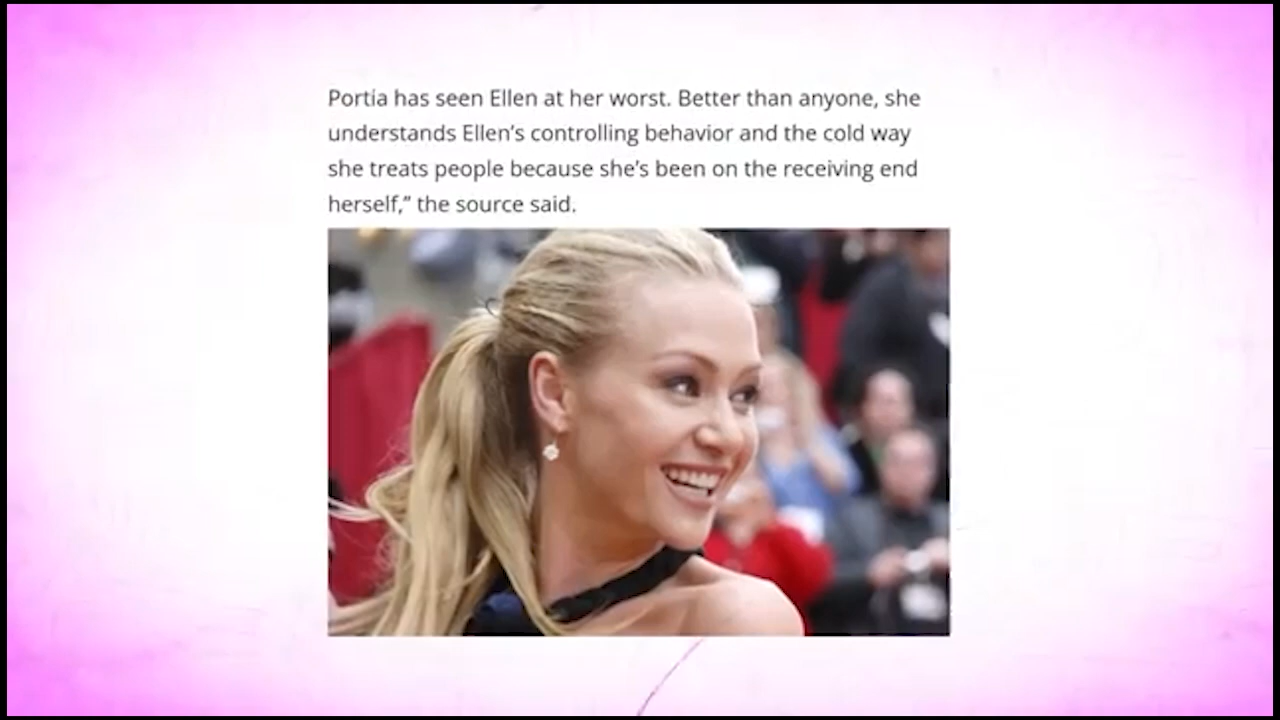 Portia has seen Ellen at her worst. Better than anyone, she
understands Ellen’s controlling behavior and the cold way
she treats people because she’s been on the receiving end
herself,” the source said.